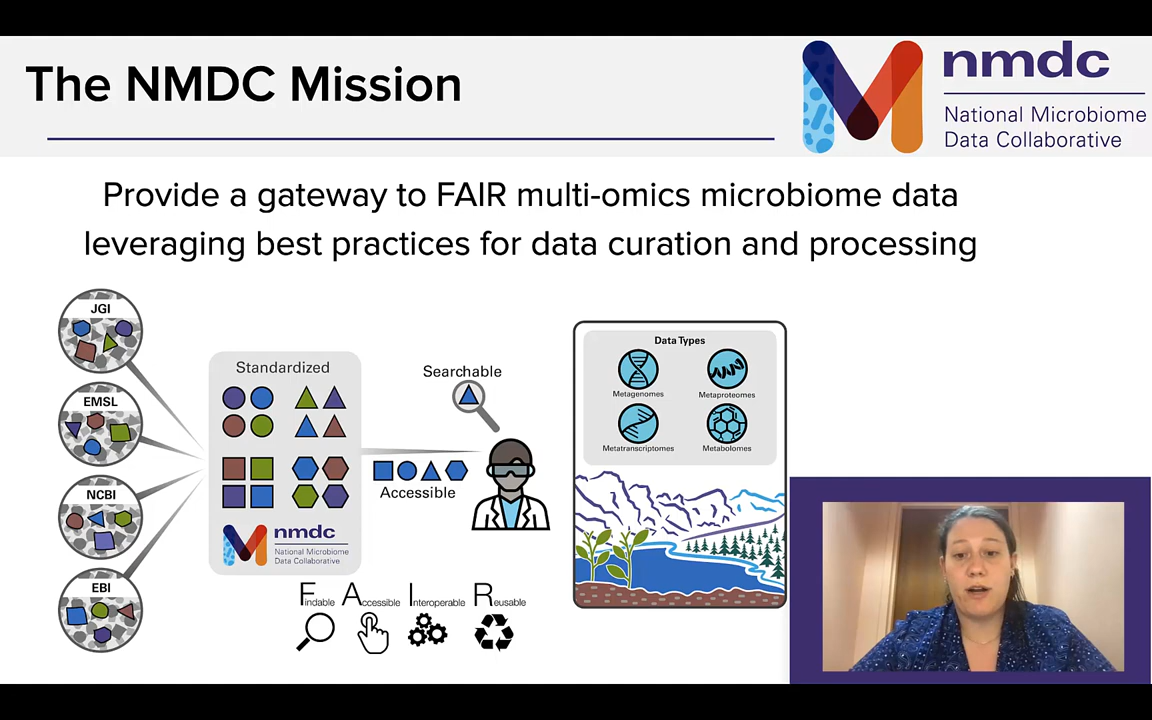 The NMDC Mission
nmdc
National Microbiome
Data Collaborative
Provide a gateway to FAIR multi-omics microbiome data
leveraging best practices for data curation and processing
JGI
EMSL
NCBI
EBI
Standardized
nmdc
National Microbiome
Data Collaborative
Searchable
Accessible
Findable Accessible Interoperable Reusable
Data Types
Metagenomes Metaproteomes
Metatranscriptomes Metabolomes